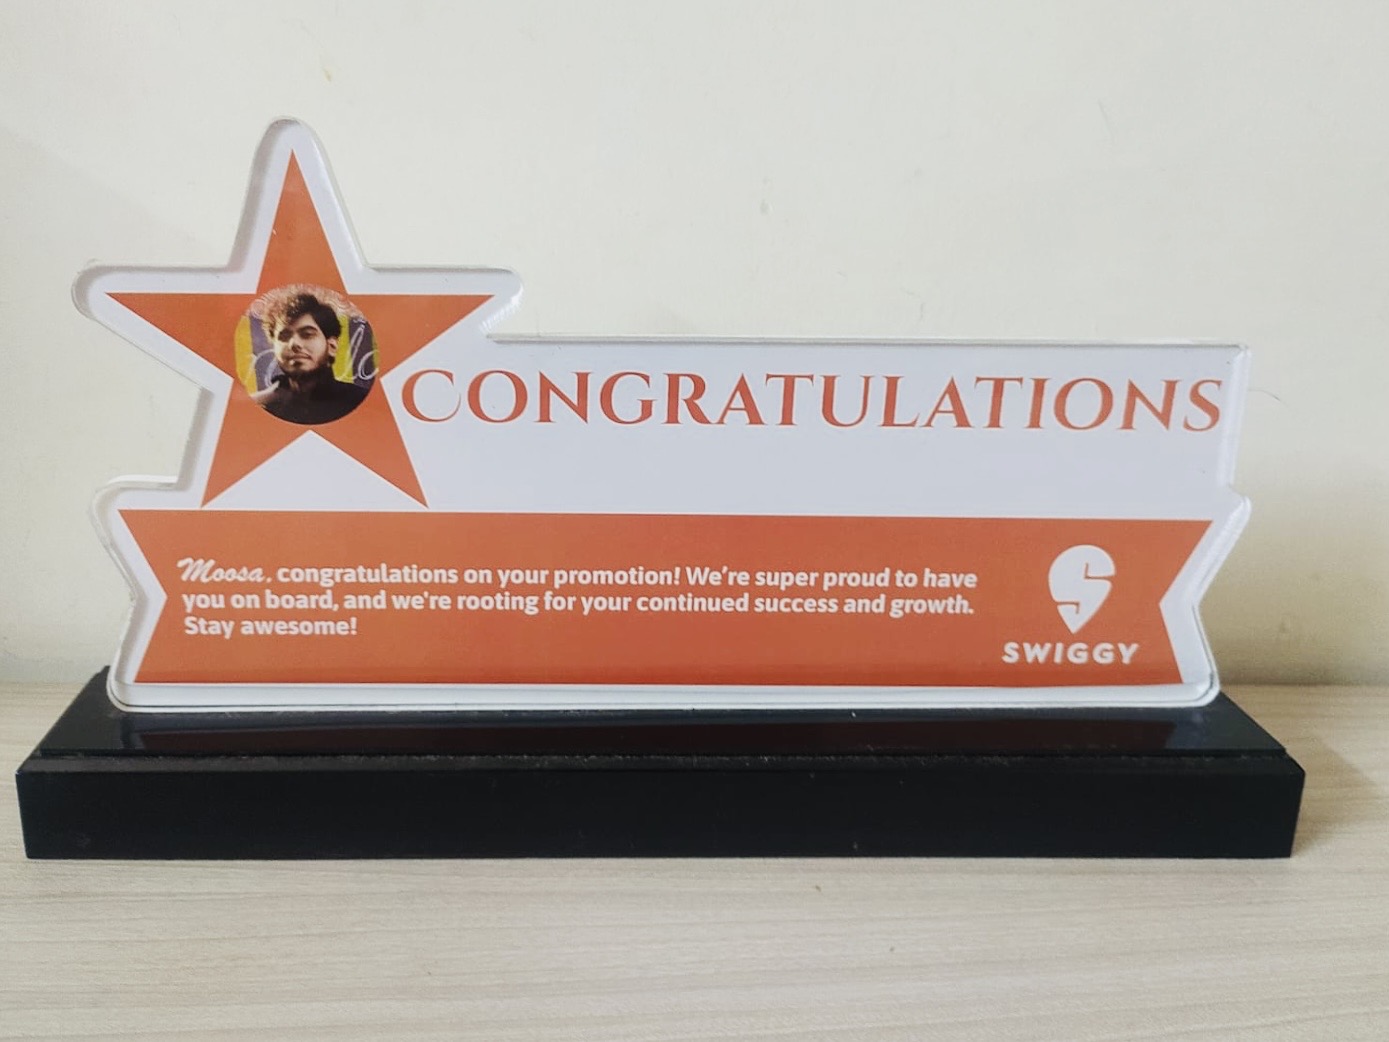 CONGRATULATIONS
Moosa, congratulations on your promotion! We're super proud to have
you on board, and we're rooting for your continued success and growth.
Stay awesome!
SWIGGY